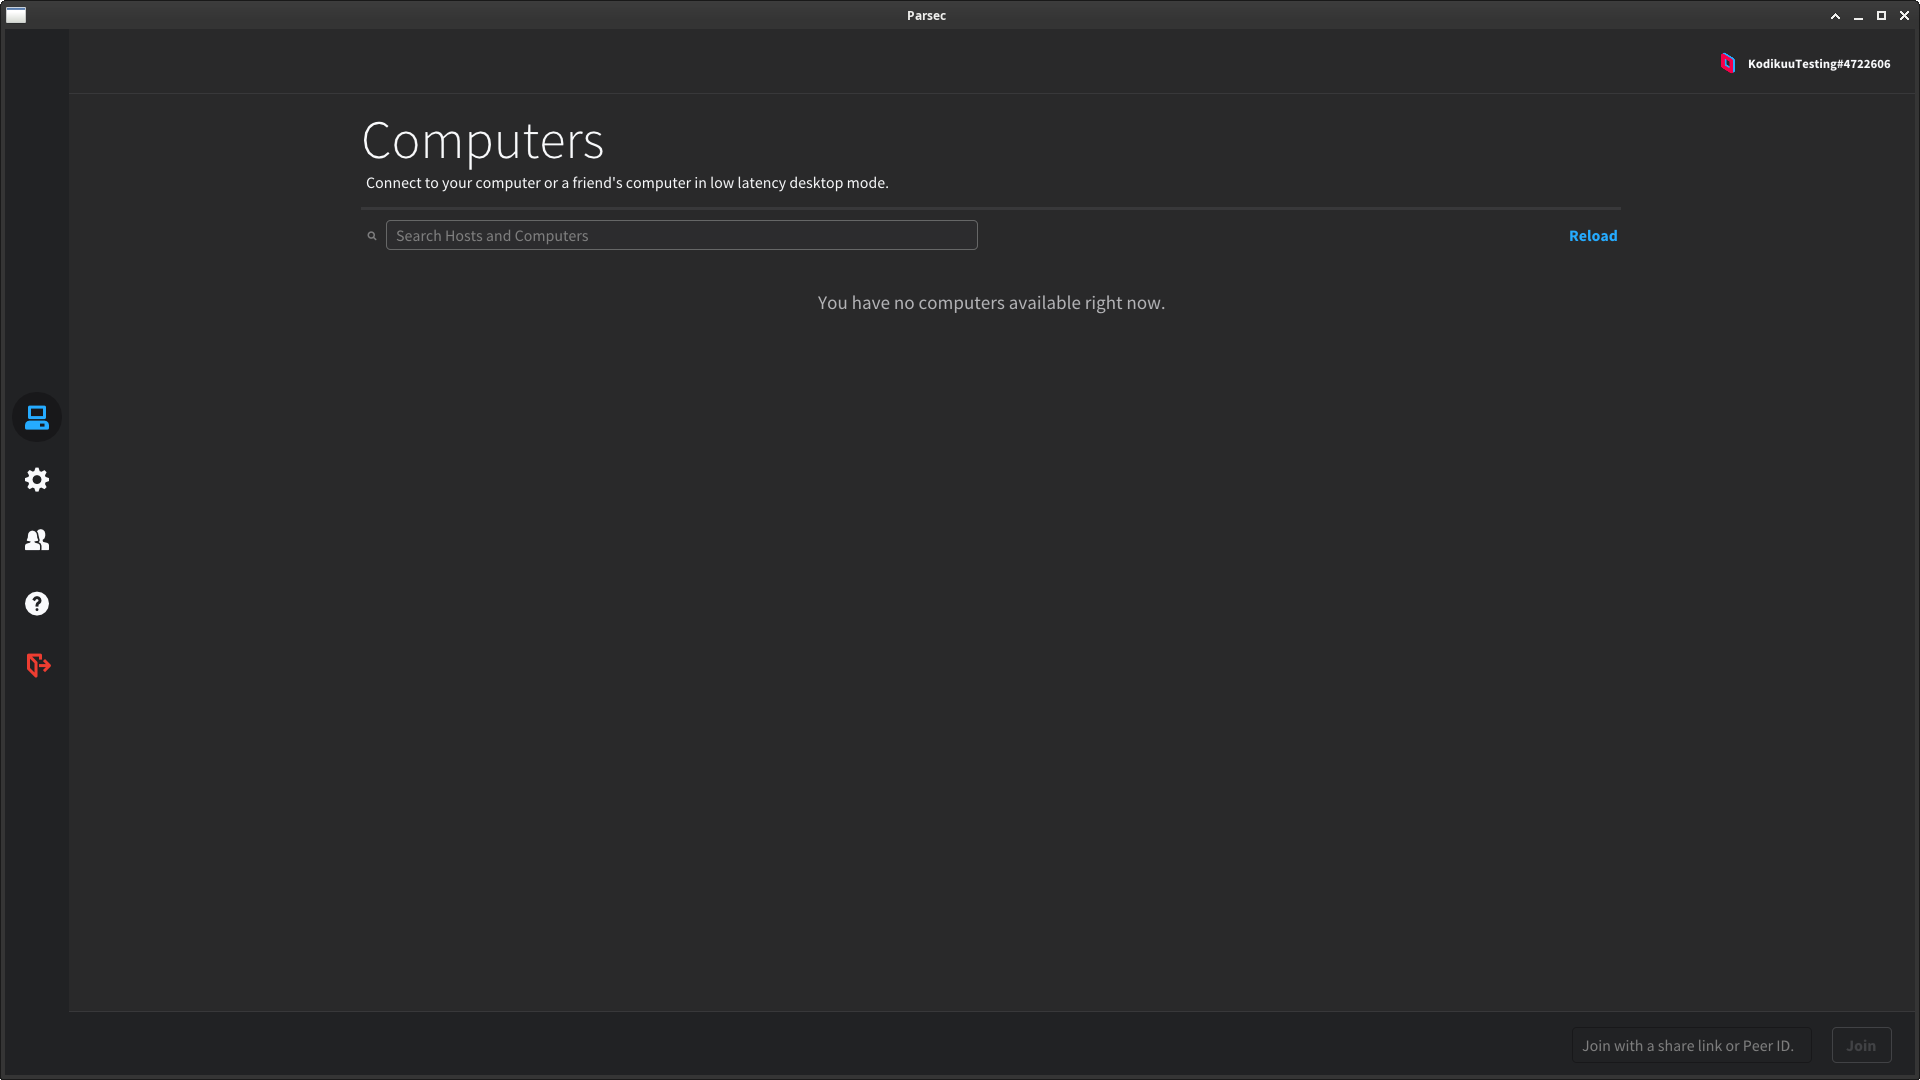 Parsec
KodikuuTesting#4722606
Computers
Connect to your computer or a friend's computer in low latency desktop mode.
Search Hosts and Computers
Reload
You have no computers available right now.
Join with a share link or Peer ID.
Join